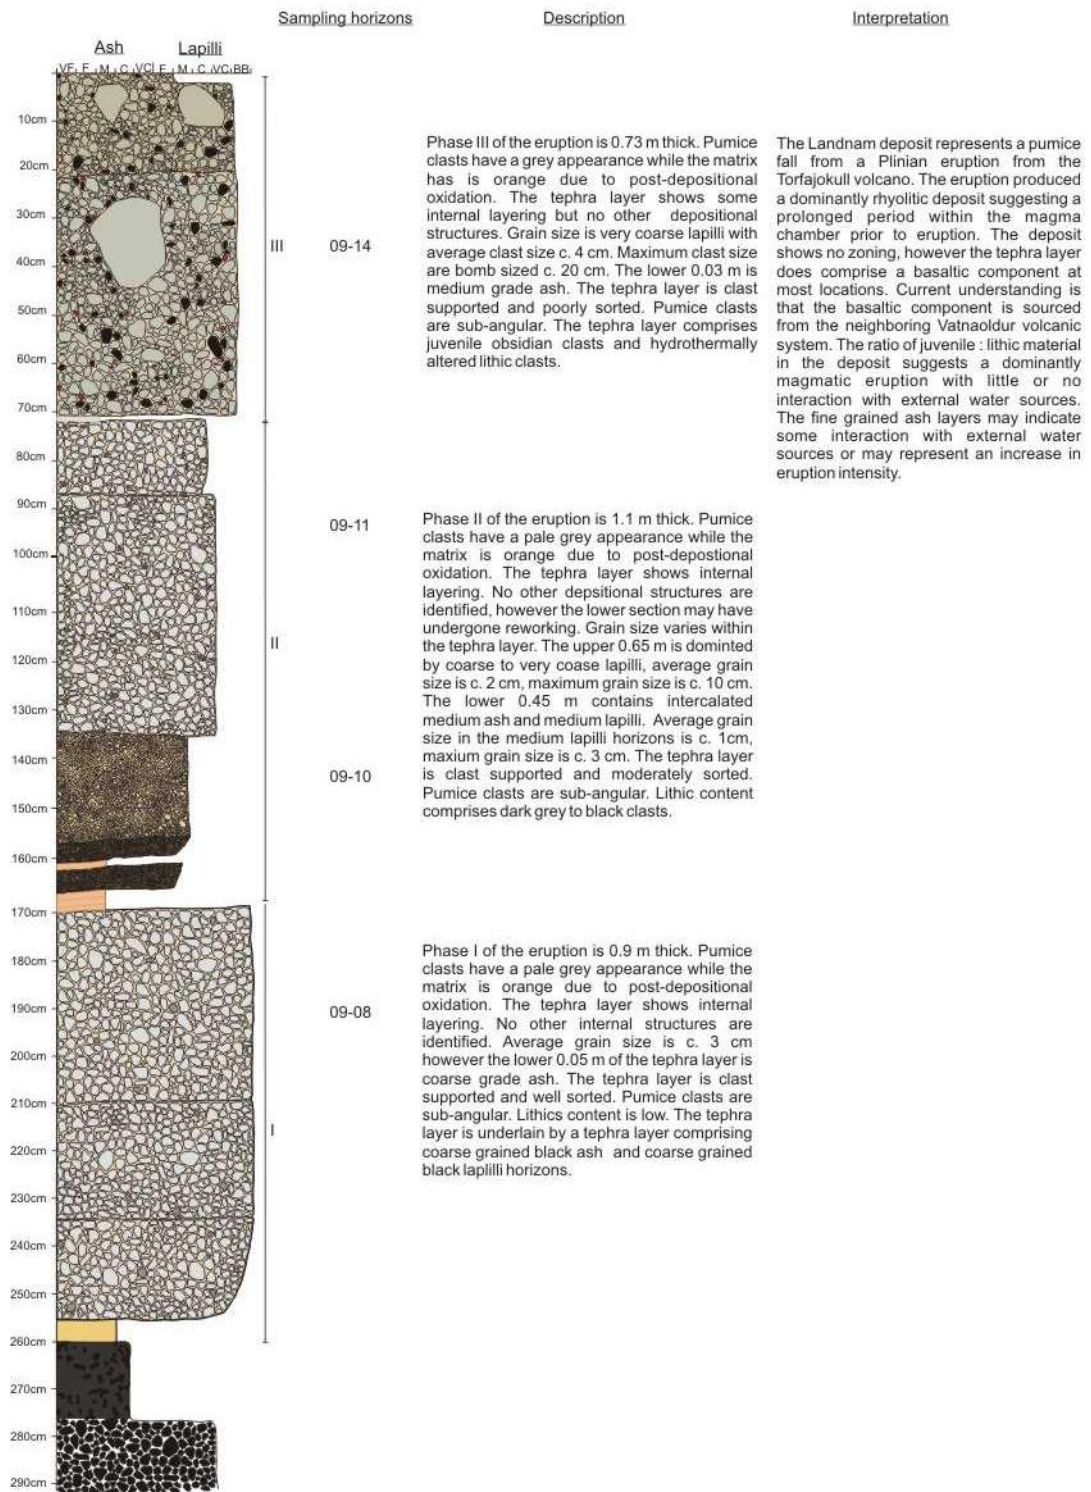 Sampling horizons
Description
Interpretation
Ash
Lapilli
VF F M C VC F M C VC BB
10cm
20cm
30cm
40cm
50cm
60cm
70cm
80cm
90cm
100cm
110cm
120cm
130cm
140cm
150cm
160cm
170cm
180cm
190cm
200cm
210cm
220cm
230cm
240cm
250cm
260cm
270cm
280cm
290cm
III
II
I
09-14
09-11
09-10
09-08
Phase III of the eruption is 0.73 m thick. Pumice
clasts have a grey appearance while the matrix
has is orange due to post-depositional
oxidation. The tephra layer shows some
internal layering but no other depositional
structures. Grain size is very coarse lapilli with
average clast size c. 4 cm. Maximum clast size
are bomb sized c. 20 cm. The lower 0.03 m is
medium grade ash. The tephra layer is clast
supported and poorly sorted. Pumice clasts
are sub-angular. The tephra layer comprises
juvenile obsidian clasts and hydrothermally
altered lithic clasts.
Phase II of the eruption is 1.1 m thick. Pumice
clasts have a pale grey appearance while the
matrix is orange due to post-depostional
oxidation. The tephra layer shows internal
layering. No other depsitional structures are
identified, however the lower section may have
undergone reworking. Grain size varies within
the tephra layer. The upper 0.65 m is dominted
by coarse to very coase lapilli, average grain
size is c. 2 cm, maximum grain size is c. 10 cm.
The lower 0.45 m contains intercalated
medium ash and medium lapilli. Average grain
size in the medium lapilli horizons is c. 1cm,
maxium grain size is c. 3 cm. The tephra layer
is clast supported and moderately sorted.
Pumice clasts are sub-angular. Lithic content
comprises dark grey to black clasts.
Phase I of the eruption is 0.9 m thick. Pumice
clasts have a pale grey appearance while the
matrix is orange due to post-depositional
oxidation. The tephra layer shows internal
layering. No other internal structures are
identified. Average grain size is c. 3 cm
however the lower 0.05 m of the tephra layer is
coarse grade ash. The tephra layer is clast
supported and well sorted. Pumice clasts are
sub-angular. Lithics content is low. The tephra
layer is underlain by a tephra layer comprising
coarse grained black ash and coarse grained
black laplilli horizons.
The Landnam deposit represents a pumice
fall from a Plinian eruption from the
Torfajokull volcano. The eruption produced
a dominantly rhyolitic deposit suggesting a
prolonged period within the magma
chamber prior to eruption. The deposit
shows no zoning, however the tephra layer
does comprise a basaltic component at
most locations. Current understanding is
that the basaltic component is sourced
from the neighboring Vatnaoldur volcanic
system. The ratio of juvenile : lithic material
in the deposit suggests a dominantly
magmatic eruption with little or no
interaction with external water sources.
The fine grained ash layers may indicate
some interaction with external water
sources or may represent an increase in
eruption intensity.